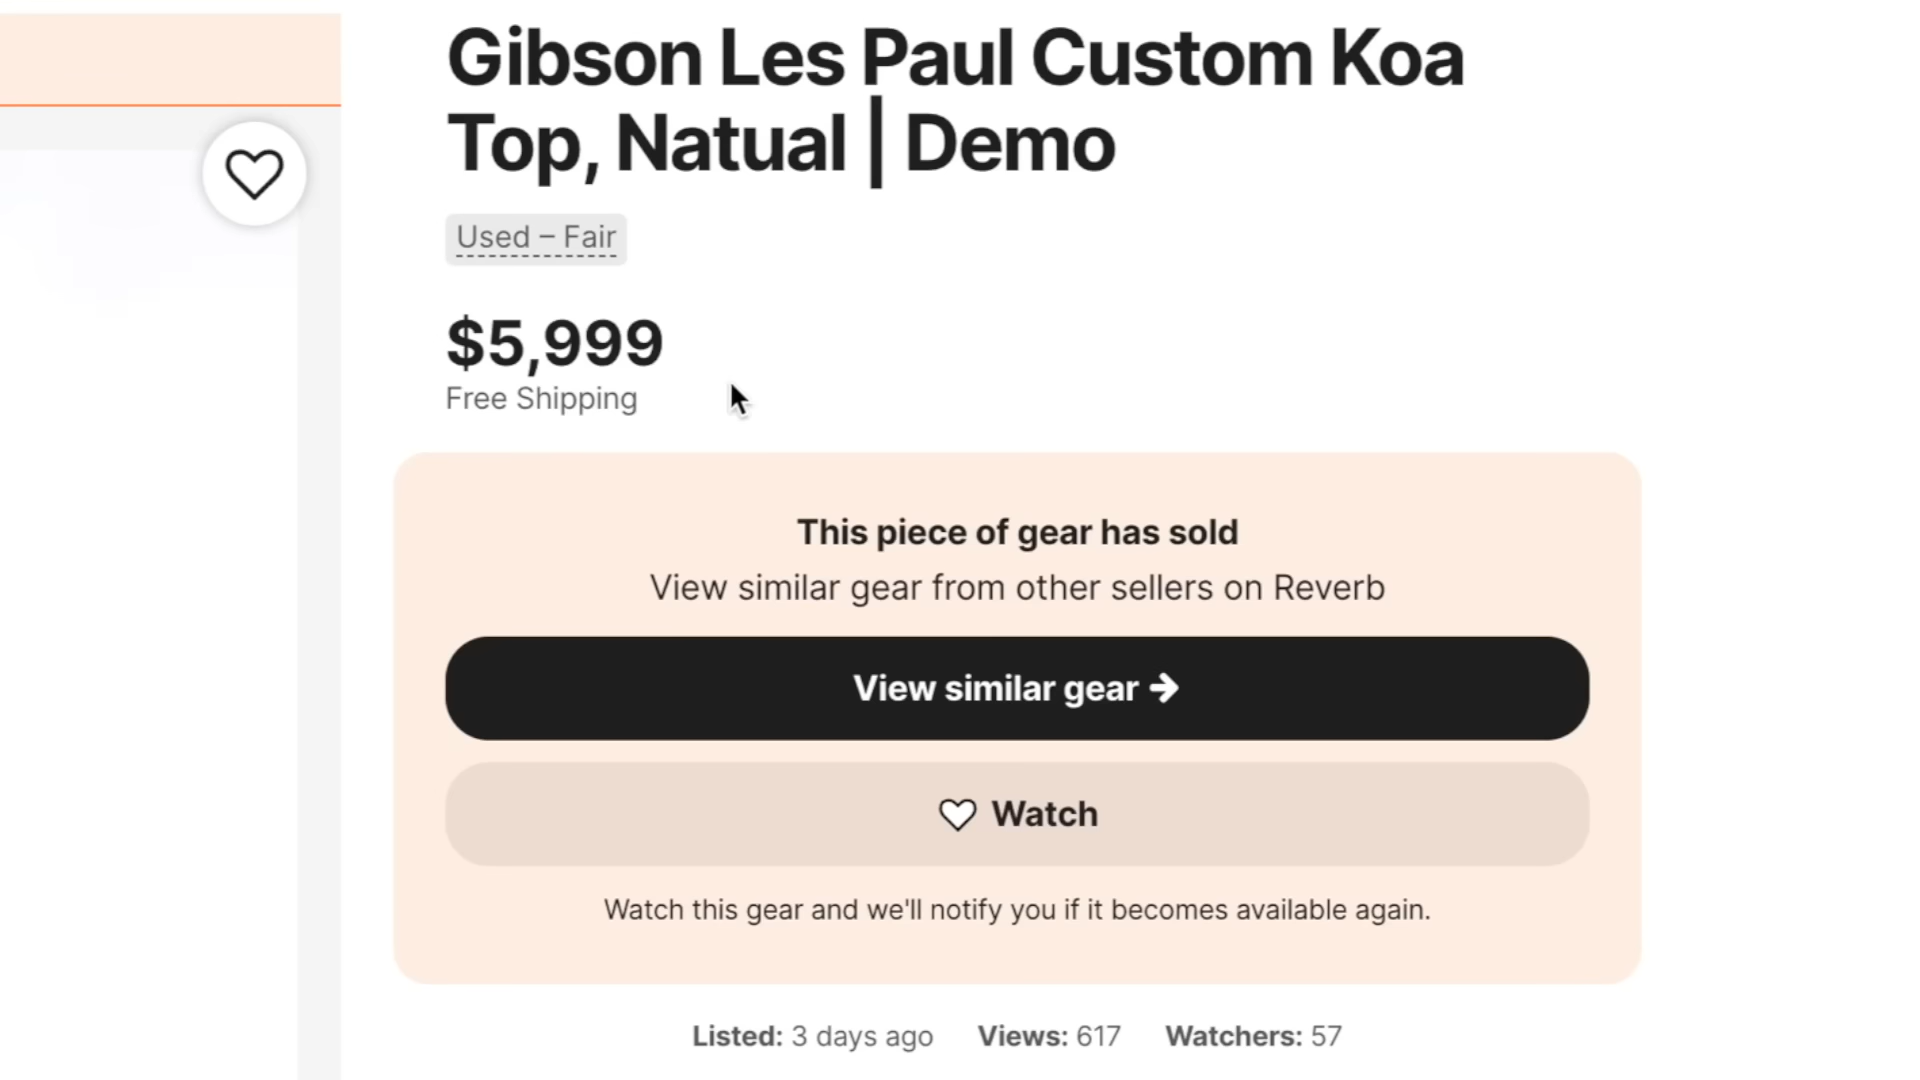 Gibson Les Paul Custom Koa
Top, Natual | Demo
Used – Fair
$5,999
Free Shipping
This piece of gear has sold
View similar gear from other sellers on Reverb
View similar gear →
Watch
Watch this gear and we'll notify you if it becomes available again.
Listed: 3 days ago Views: 617 Watchers: 57